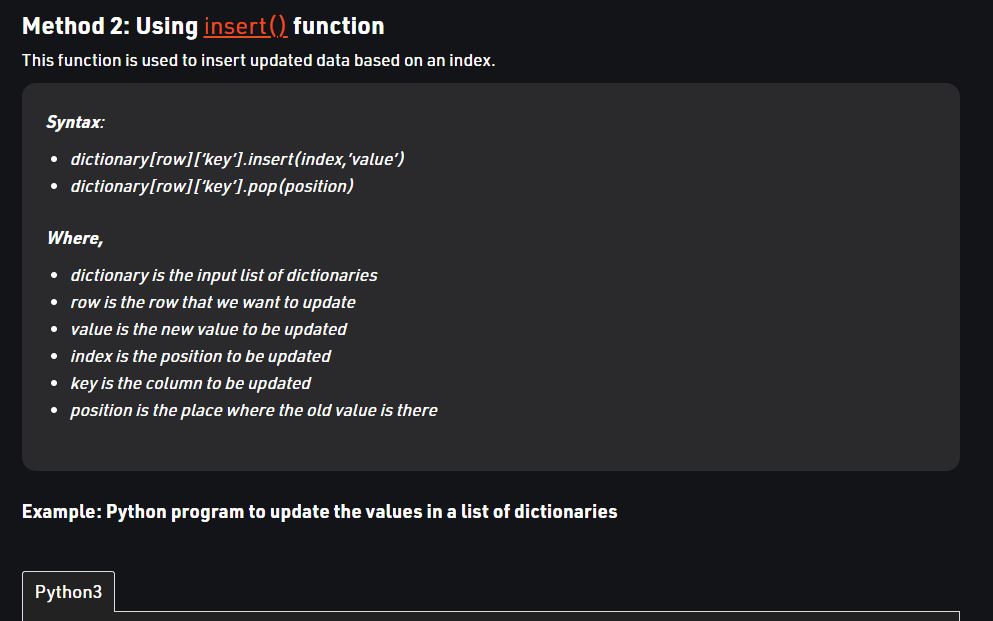 Method 2: Using insert() function
This function is used to insert updated data based on an index.
Syntax:
dictionary[row][‘key’].insert(index,’value’)
dictionary[row][‘key’].pop(position)
Where,
dictionary is the input list of dictionaries
row is the row that we want to update
value is the new value to be updated
index is the position to be updated
key is the column to be updated
position is the place where the old value is there
Example: Python program to update the values in a list of dictionaries
Python3